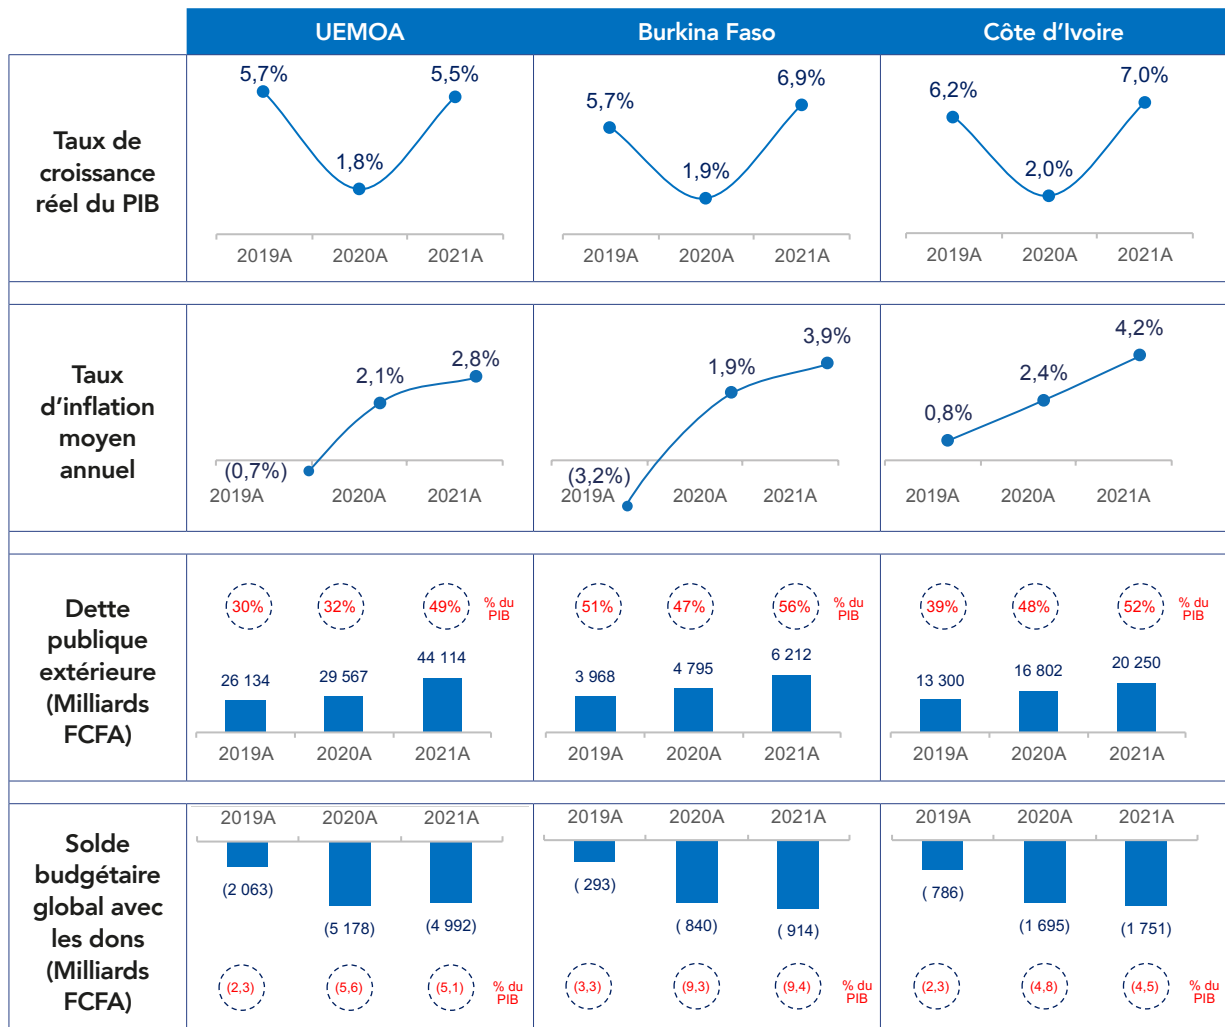 UEMOA
Burkina Faso
Côte d'Ivoire
Taux de
croissance
réel du PIB
5,7%
1,8%
5,5%
2019A
2020A
2021A
5,7%
1,9%
6,9%
2019A
2020A
2021A
6,2%
2,0%
7,0%
2019A
2020A
2021A
Taux
d'inflation
moyen
annuel
(0,7%)
2,1%
2,8%
2019A
2020A
2021A
(3,2%)
1,9%
3,9%
2019A
2020A
2021A
0,8%
2,4%
4,2%
2019A
2020A
2021A
Dette
publique
extérieure
(Milliards
FCFA)
30%
32%
49%
% du
PIB
26 134
29 567
44 114
2019A
2020A
2021A
51%
47%
56%
% du
PIB
3 968
4 795
6 212
2019A
2020A
2021A
39%
48%
52%
% du
PIB
13 300
16 802
20 250
2019A
2020A
2021A
Solde
budgétaire
global avec
les dons
(Milliards
FCFA)
2019A
2020A
2021A
(2 063)
(5 178)
(4 992)
(2,3)
(5,6)
(5,1)
% du
PIB
2019A
2020A
2021A
( 293)
( 840)
( 914)
(3,3)
(9,3)
(9,4)
% du
PIB
2019A
2020A
2021A
( 786)
(1 695)
(1 751)
(2,3)
(4,8)
(4,5)
% du
PIB